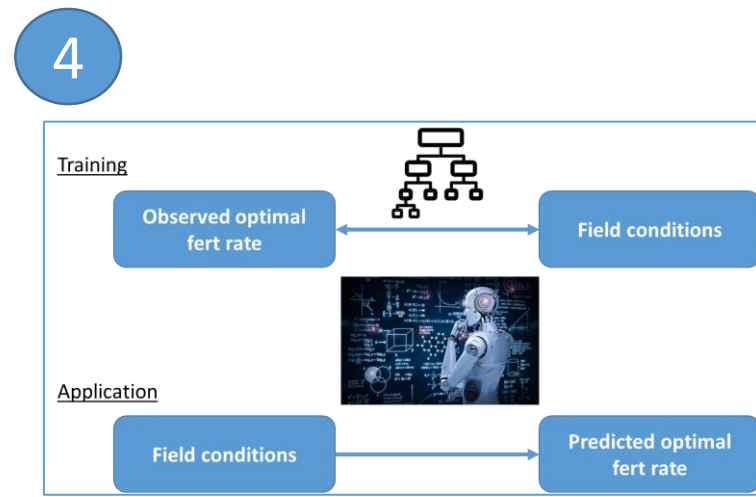 4
Training
Observed optimal
fert rate
Field conditions
Application
Field conditions
Predicted optimal
fert rate